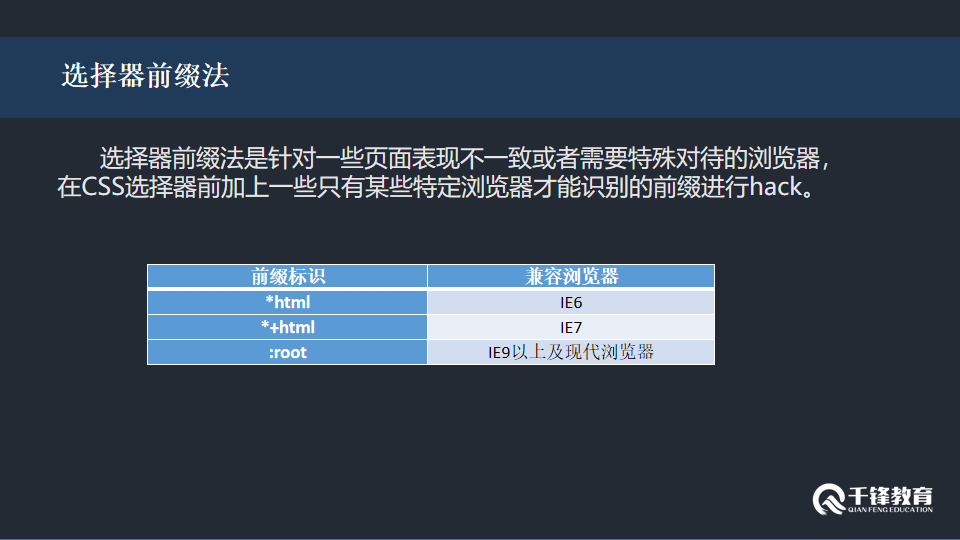 选择器前缀法
选择器前缀法是针对一些页面表现不一致或者需要特殊对待的浏览器，
在CSS选择器前加上一些只有某些特定浏览器才能识别的前缀进行hack。
前缀标识 兼容浏览器
*html IE6
*+html IE7
:root IE9以上及现代浏览器
千锋教育
QIAN FENG EDUCATION